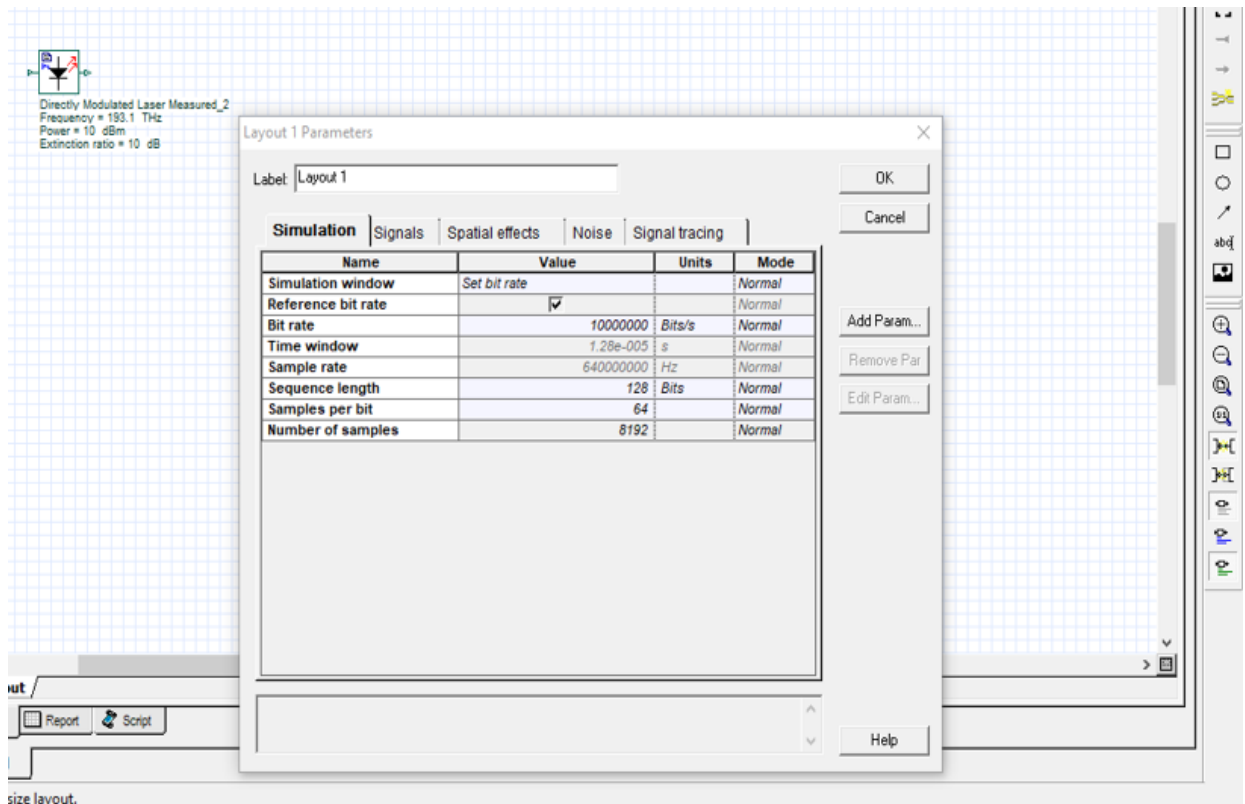 Directly Modulated Laser Measured_2
Frequency = 193.1 THz
Power = 10 dBm
Extinction ratio = 10 dB
Layout 1 Parameters
Label: Layout 1
OK
Cancel
Simulation Signals Spatial effects Noise Signal tracing
Name Value Units Mode
Simulation window Set bit rate Normal
Reference bit rate Normal
Bit rate 10000000 Bits/s Normal
Time window 1.28e-005 s Normal
Sample rate 640000000 Hz Normal
Sequence length 128 Bits Normal
Samples per bit 64 Normal
Number of samples 8192 Normal
Add Param...
Remove Par
Edit Param...
Help
out
Report Script
size layout.